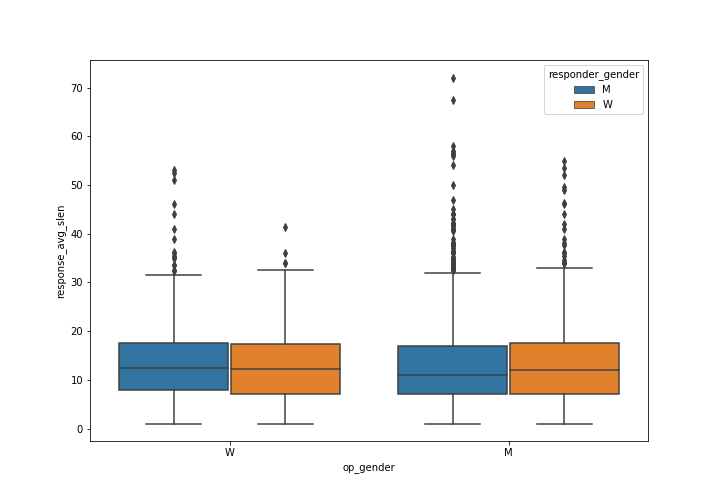 responder_gender
M
W
70
60
50
40
30
20
10
0
response_avg_slen
W
M
op_gender